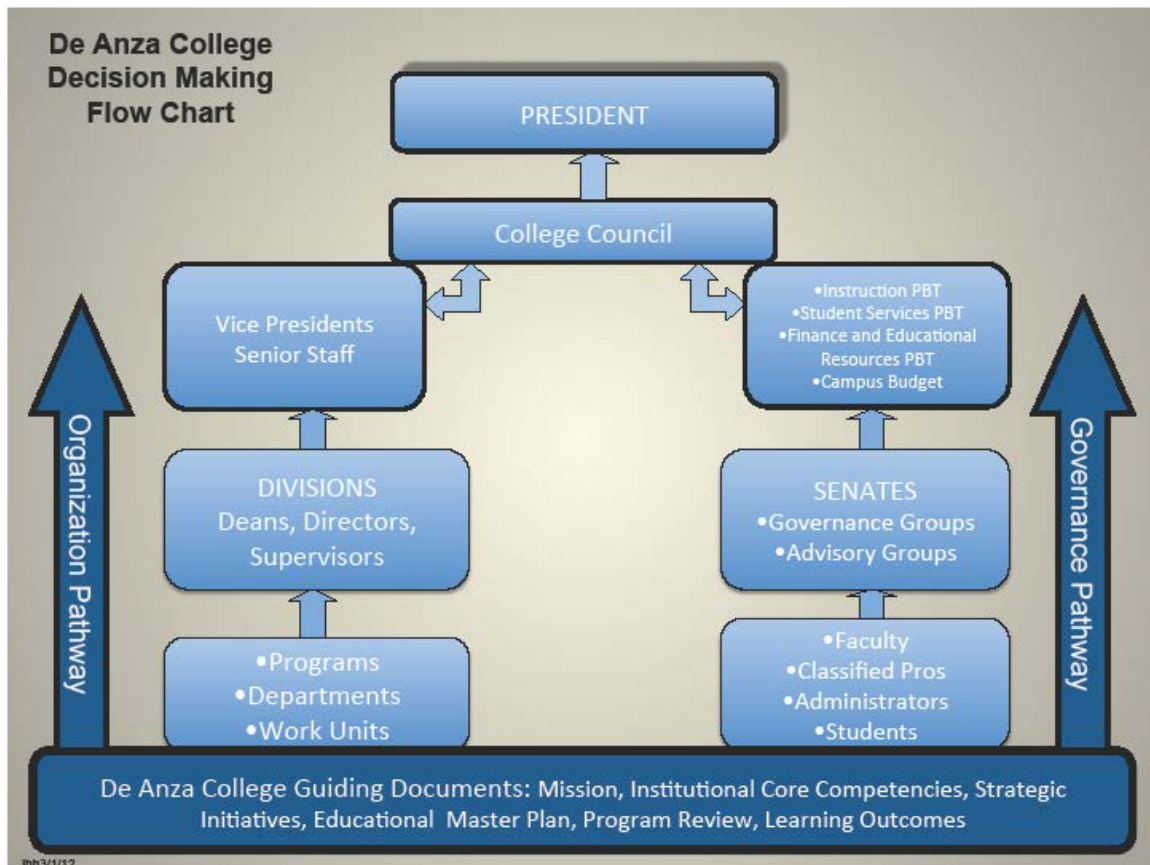 De Anza College
Decision Making
Flow Chart
PRESIDENT
College Council
Vice Presidents
Senior Staff
•Instruction PBT
•Student Services PBT
•Finance and Educational
Resources PBT
•Campus Budget
Organization Pathway
DIVISIONS
Deans, Directors,
Supervisors
SENATES
•Governance Groups
•Advisory Groups
Governance Pathway
•Programs
•Departments
•Work Units
•Faculty
•Classified Pros
•Administrators
•Students
De Anza College Guiding Documents: Mission, Institutional Core Competencies, Strategic
Initiatives, Educational Master Plan, Program Review, Learning Outcomes